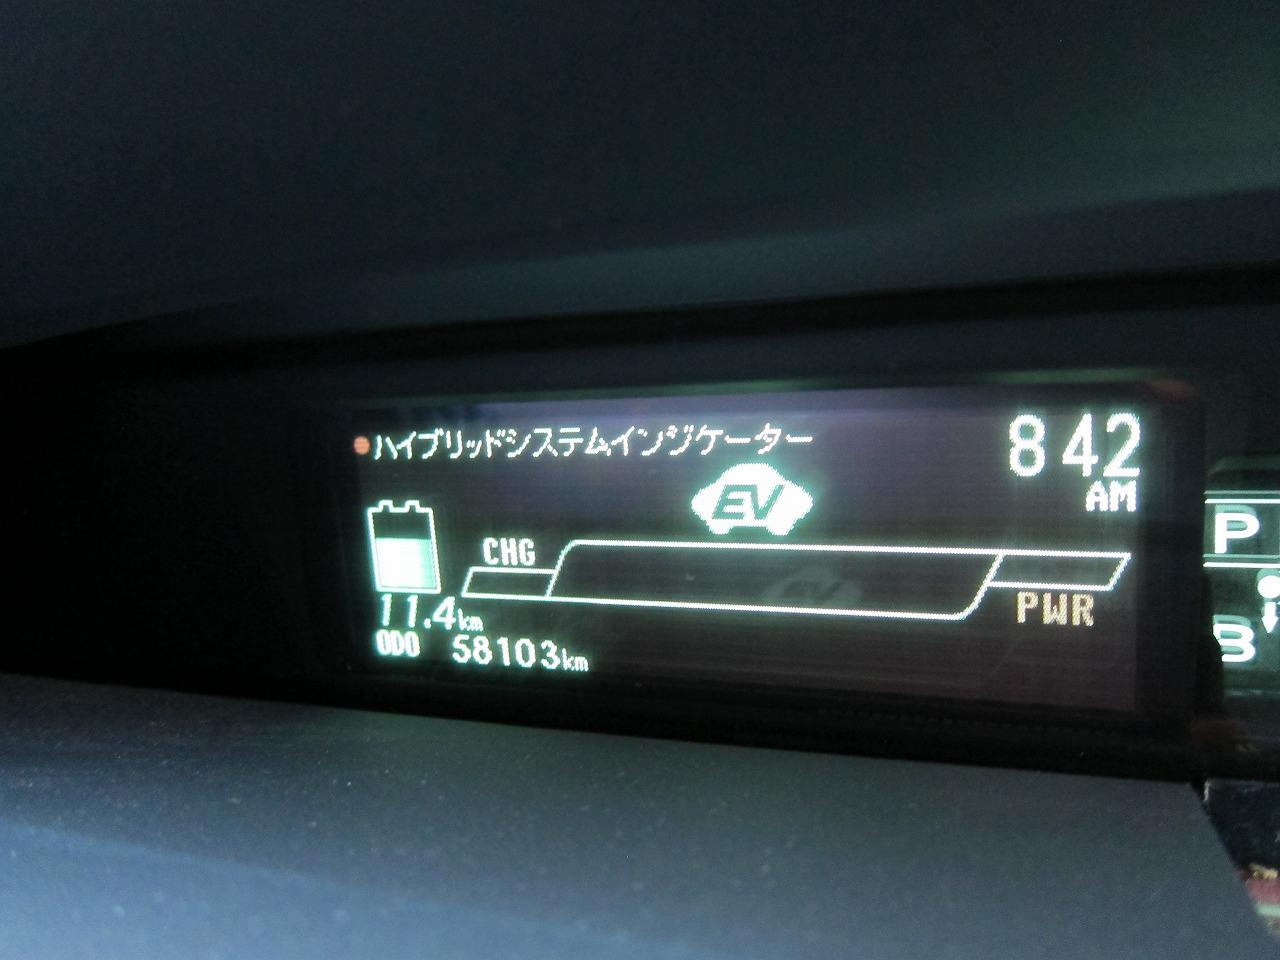 ハイブリッドシステムインジケーター
8 42
AM
EV
CHG
PWR
11.4km
ODO 58103km
P
B